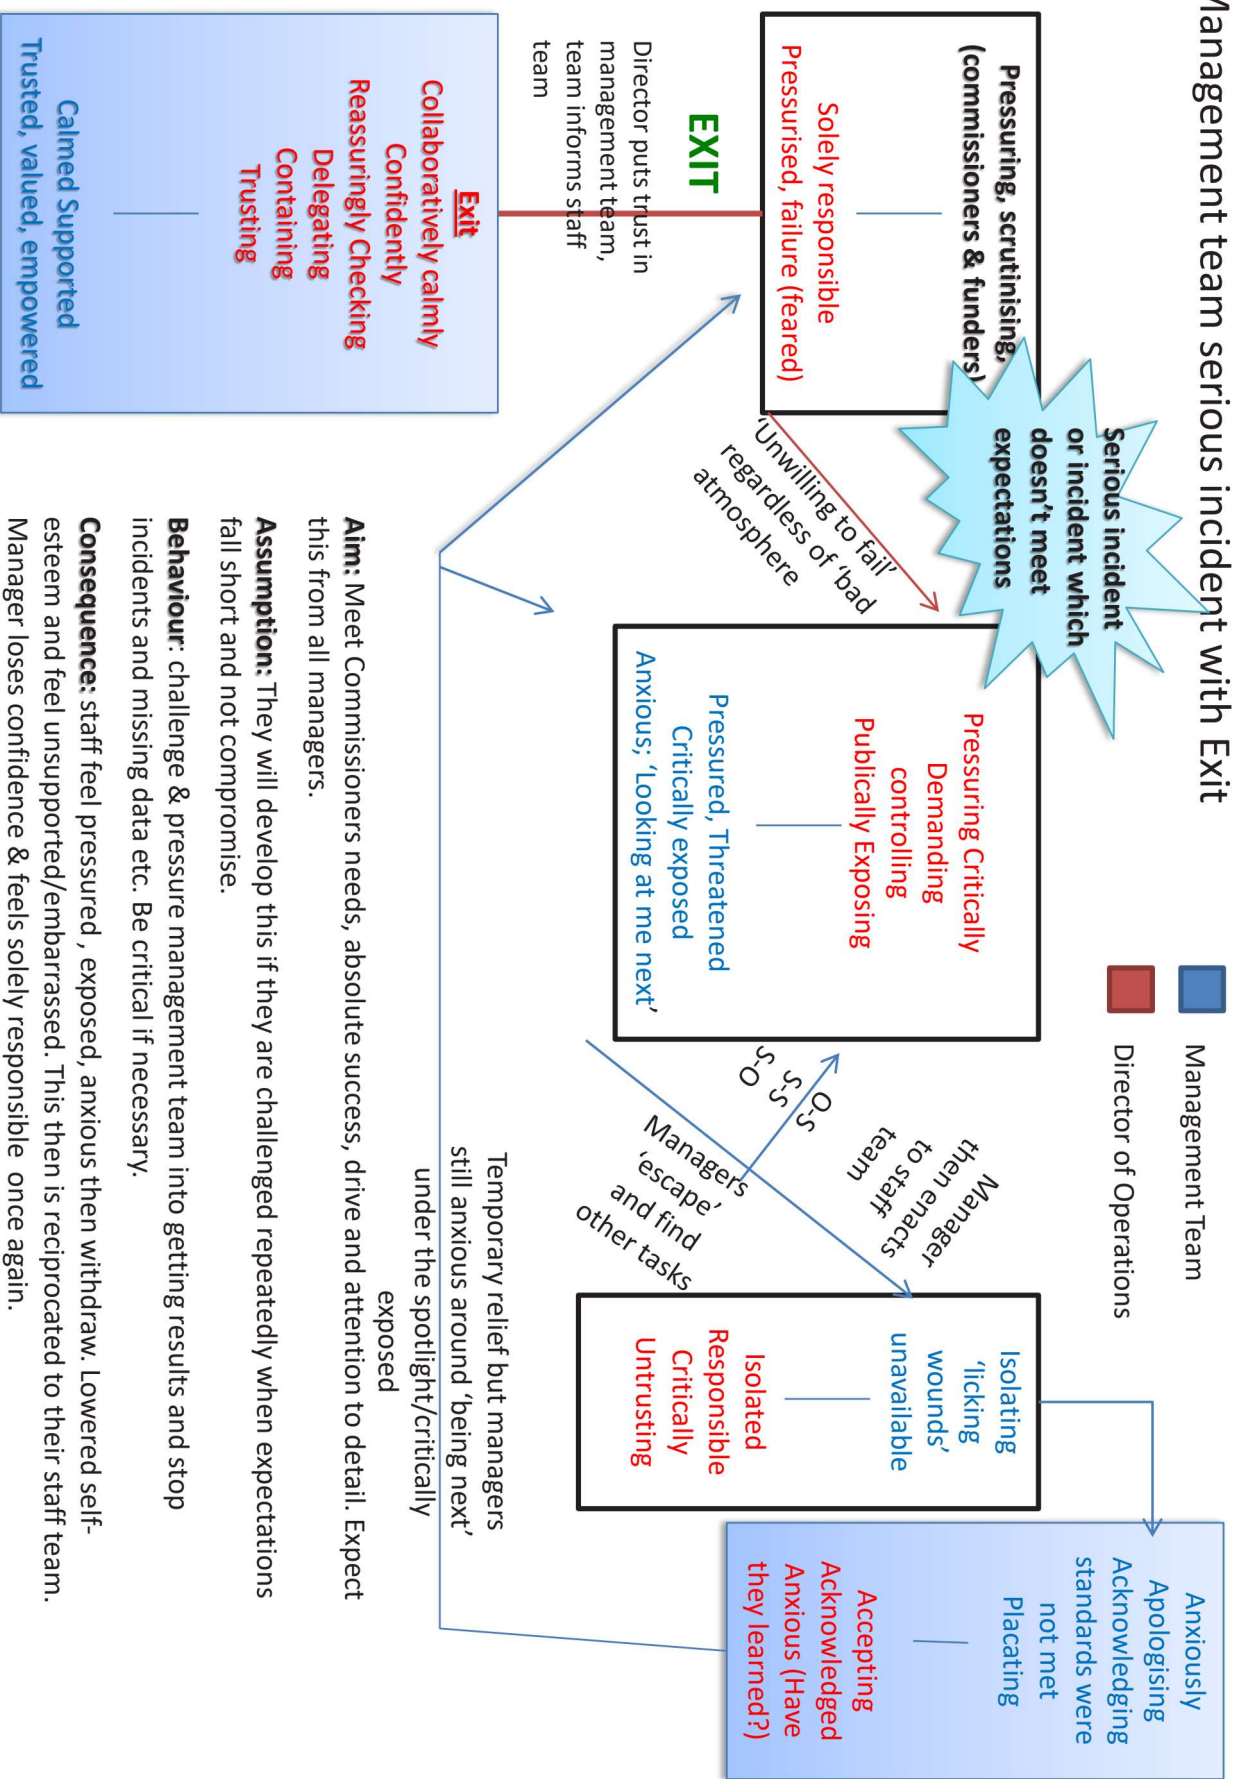 Management team serious incident with Exit
Management Team
Director of Operations
Pressuring, scrutinising,
(commissioners & funders)
Solely responsible
Pressurised, failure (feared)
Serious incident
or incident which
doesn't meet
expectations
'Unwilling to fail'
regardless of 'bad
atmosphere
Pressuring Critically
Demanding
controlling
Publically Exposing
Pressured, Threatened
Critically exposed
Anxious; 'Looking at me next'
O-S
S-S
S-O
Manager
then enacts
to staff
team
Managers
'escape'
and find
other tasks
Isolating
'licking
wounds'
unavailable
Isolated
Responsible
Critically
Untrusting
Anxiously
Apologising
Acknowledging
standards were
not met
Placating
Accepting
Acknowledged
Anxious (Have
they learned?)
Temporary relief but managers
still anxious around 'being next'
under the spotlight/critically
exposed
EXIT
Director puts trust in
management team,
team informs staff
team
Exit
Collaboratively calmly
Confidently
Reassuringly Checking
Delegating
Containing
Trusting
Calmed Supported
Trusted, valued, empowered
Aim: Meet Commissioners needs, absolute success, drive and attention to detail. Expect
this from all managers.
Assumption: They will develop this if they are challenged repeatedly when expectations
fall short and not compromise.
Behaviour: challenge & pressure management team into getting results and stop
incidents and missing data etc. Be critical if necessary.
Consequence: staff feel pressured , exposed, anxious then withdraw. Lowered self-
esteem and feel unsupported/embarrassed. This then is reciprocated to their staff team.
Manager loses confidence & feels solely responsible once again.